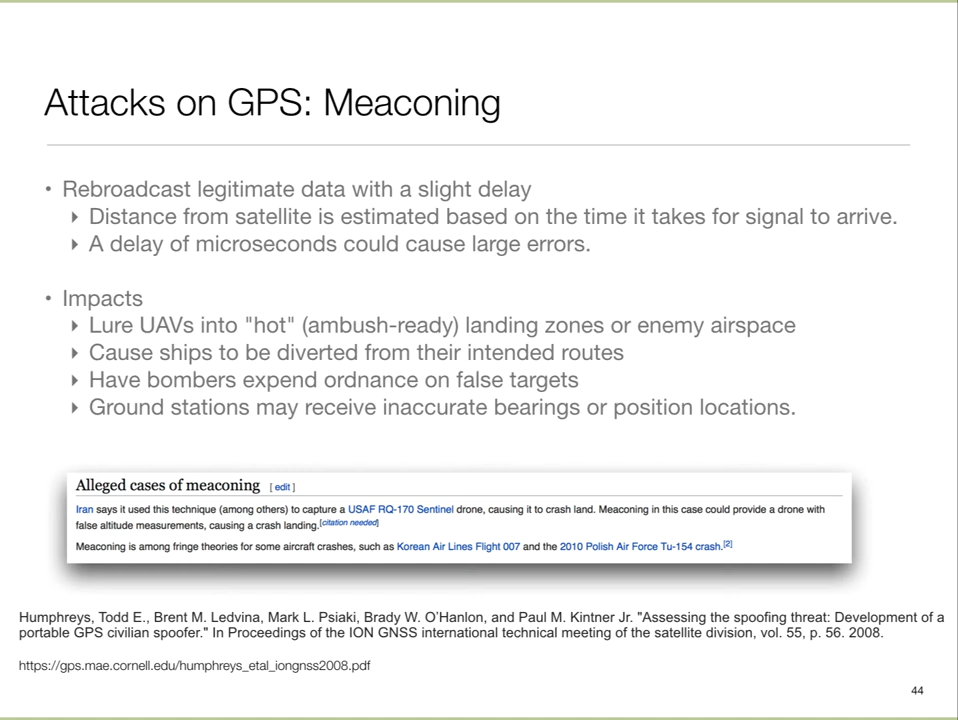 Attacks on GPS: Meaconing
• Rebroadcast legitimate data with a slight delay
‣ Distance from satellite is estimated based on the time it takes for signal to arrive.
‣ A delay of microseconds could cause large errors.
• Impacts
‣ Lure UAVs into "hot" (ambush-ready) landing zones or enemy airspace
‣ Cause ships to be diverted from their intended routes
‣ Have bombers expend ordnance on false targets
‣ Ground stations may receive inaccurate bearings or position locations.
Alleged cases of meaconing [ edit ]
Iran says it used this technique (among others) to capture a USAF RQ-170 Sentinel drone, causing it to crash land. Meaconing in this case could provide a drone with
false altitude measurements, causing a crash landing.[citation needed]
Meaconing is among fringe theories for some aircraft crashes, such as Korean Air Lines Flight 007 and the 2010 Polish Air Force Tu-154 crash.[2]
Humphreys, Todd E., Brent M. Ledvina, Mark L. Psiaki, Brady W. O'Hanlon, and Paul M. Kintner Jr. "Assessing the spoofing threat: Development of a
portable GPS civilian spoofer." In Proceedings of the ION GNSS international technical meeting of the satellite division, vol. 55, p. 56. 2008.
https://gps.mae.cornell.edu/humphreys_etal_iongnss2008.pdf
44